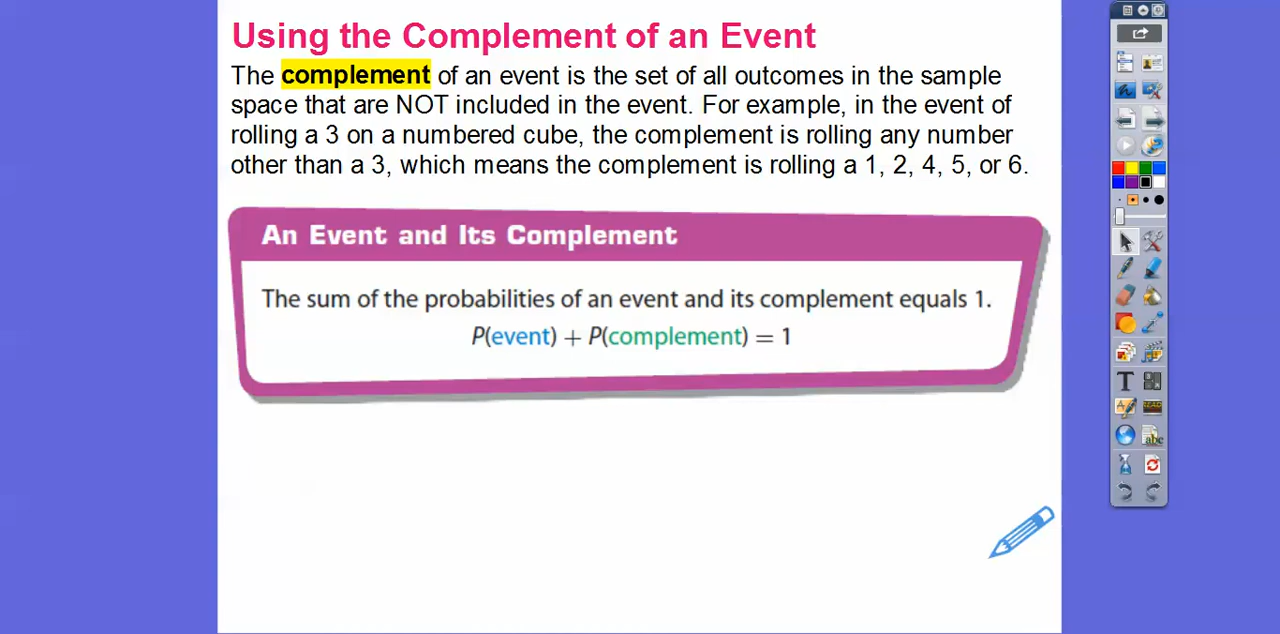 Using the Complement of an Event
The complement of an event is the set of all outcomes in the sample
space that are NOT included in the event. For example, in the event of
rolling a 3 on a numbered cube, the complement is rolling any number
other than a 3, which means the complement is rolling a 1, 2, 4, 5, or 6.
An Event and Its Complement
The sum of the probabilities of an event and its complement equals 1.
P(event) + P(complement) = 1